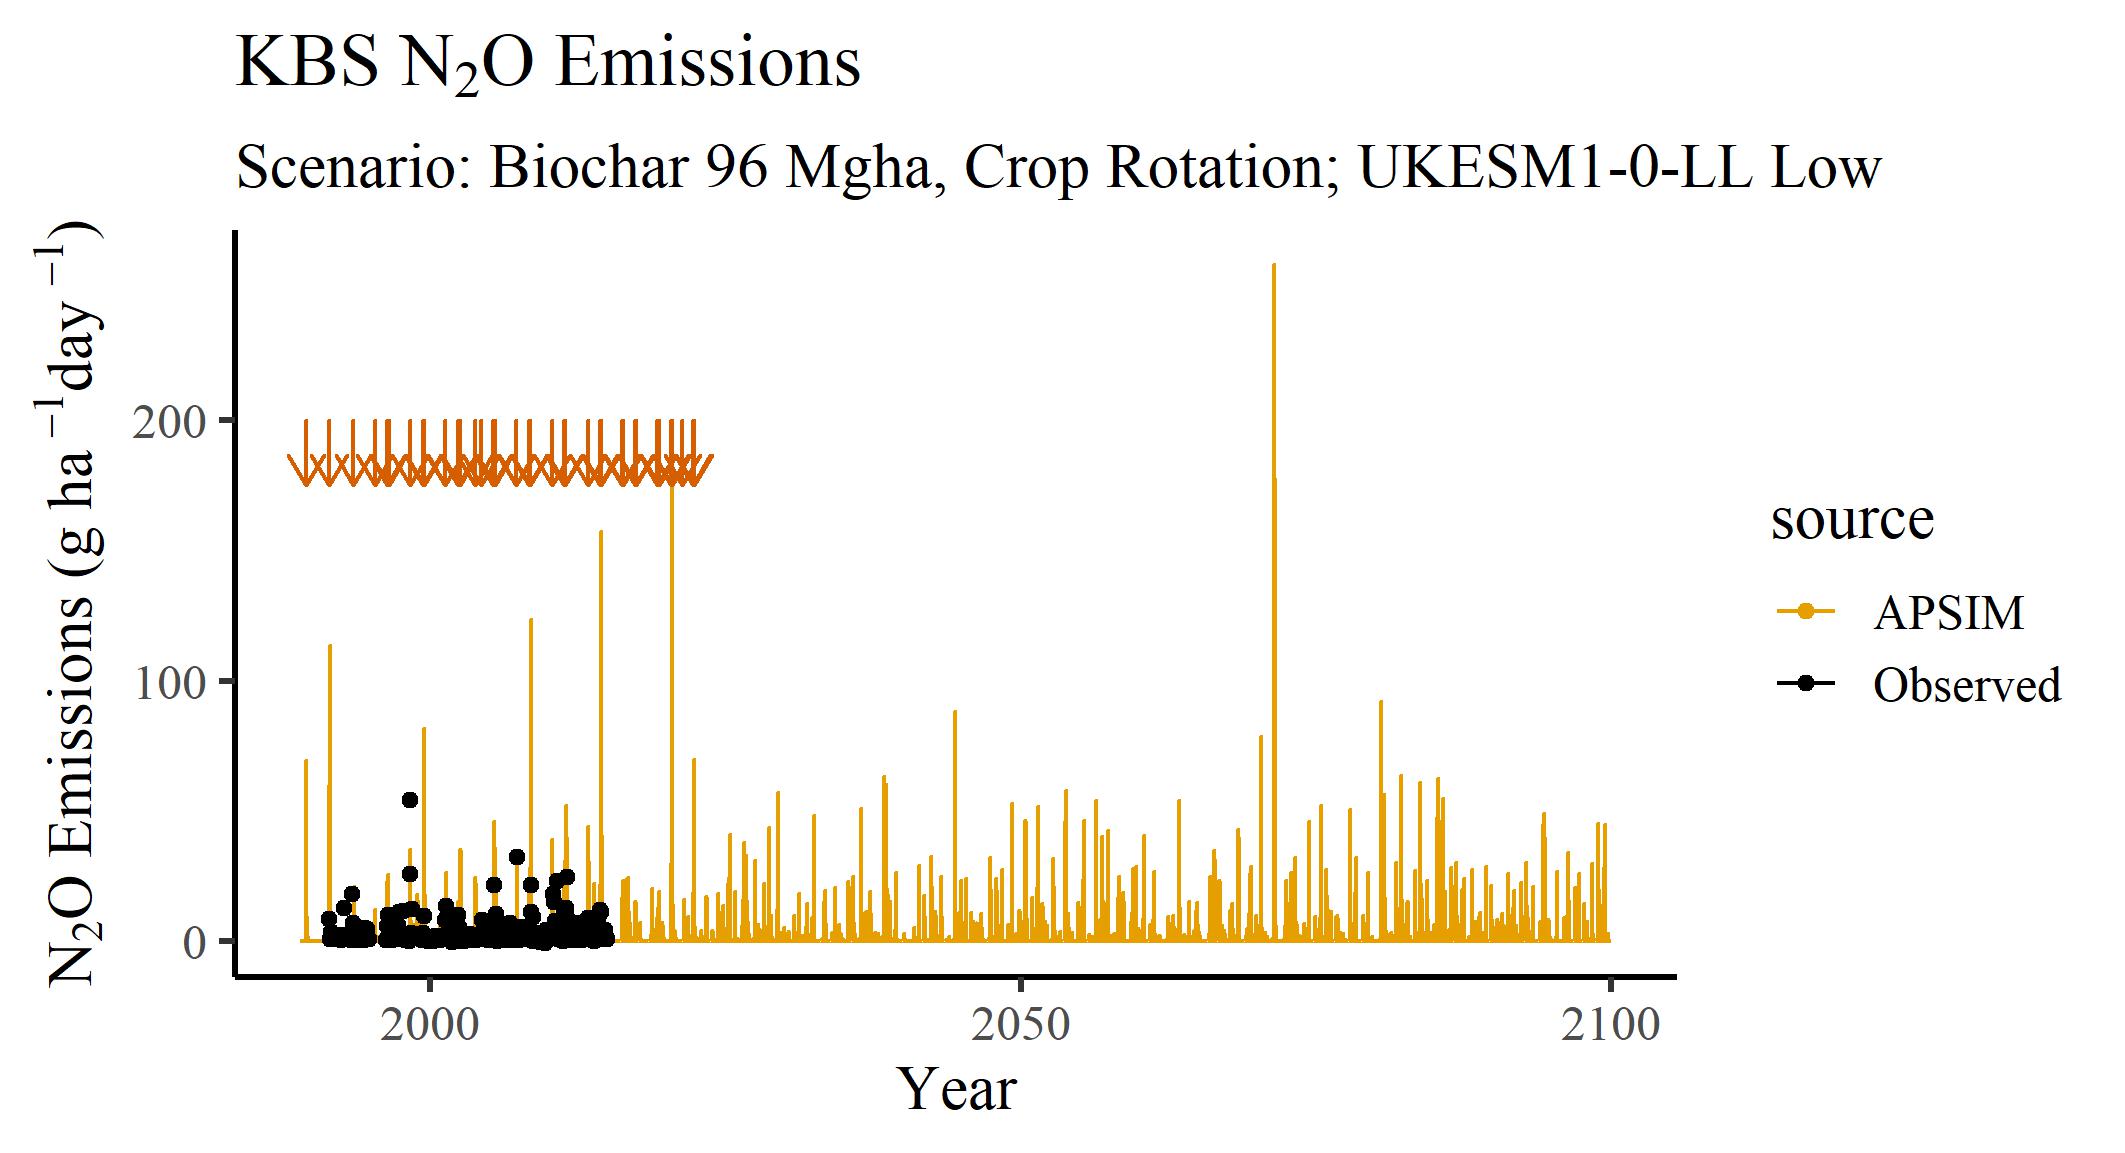 KBS N₂O Emissions
Scenario: Biochar 96 Mgha, Crop Rotation; UKESM1-0-LL Low
N₂O Emissions (g ha ⁻¹day ⁻¹)
200
100
0
2000
2050
2100
Year
source
APSIM
Observed